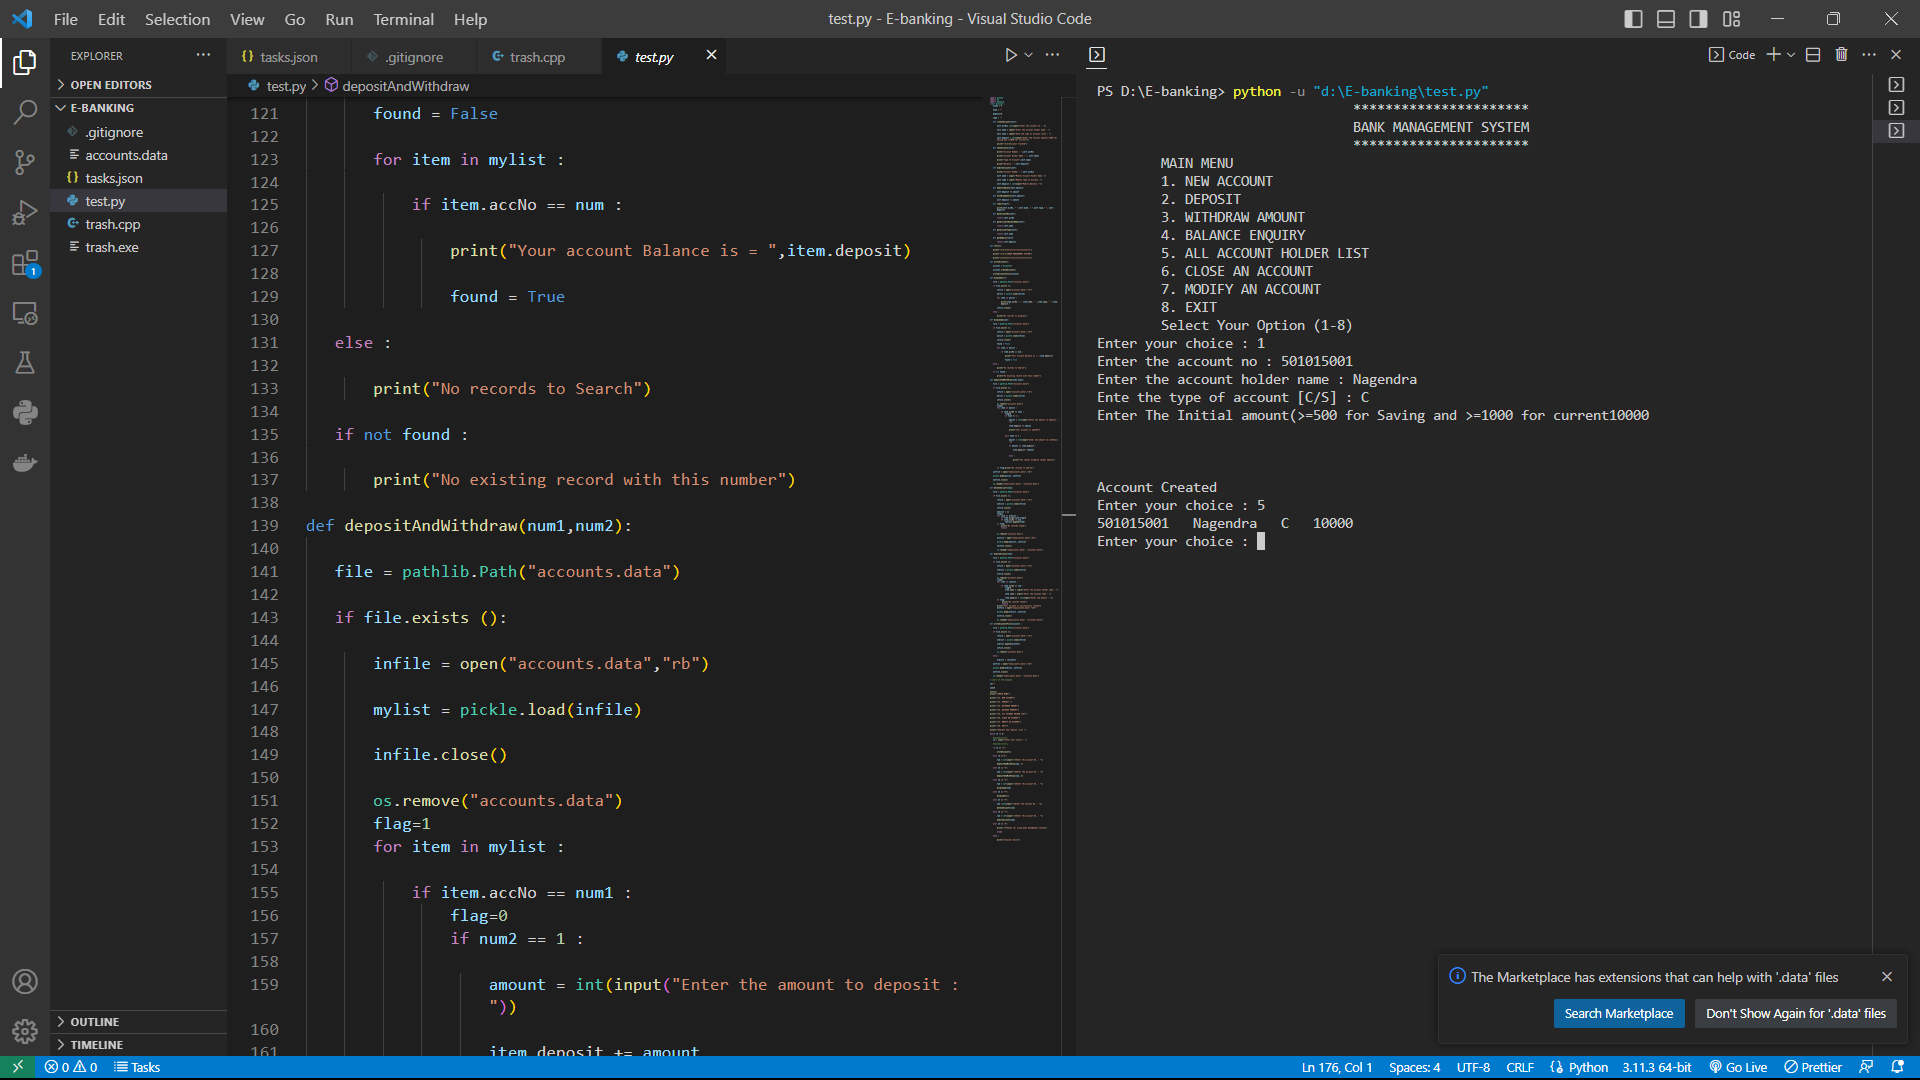 File Edit Selection View Go Run Terminal Help
test.py - E-banking - Visual Studio Code
EXPLORER
OPEN EDITORS
E-BANKING
.gitignore
accounts.data
tasks.json
test.py
trash.cpp
trash.exe
OUTLINE
TIMELINE
tasks.json .gitignore trash.cpp test.py
test.py > depositAndWithdraw
121 found = False
122
123 for item in mylist :
124
125 if item.accNo == num :
126
127 print("Your account Balance is = ",item.deposit)
128
129 found = True
130
131 else :
132
133 print("No records to Search")
134
135 if not found :
136
137 print("No existing record with this number")
138
139 def depositAndWithdraw(num1,num2):
140
141 file = pathlib.Path("accounts.data")
142
143 if file.exists ():
144
145 infile = open("accounts.data","rb")
146
147 mylist = pickle.load(infile)
148
149 infile.close()
150
151 os.remove("accounts.data")
152 flag=1
153 for item in mylist :
154
155 if item.accNo == num1 :
156 flag=0
157 if num2 == 1 :
158
159 amount = int(input("Enter the amount to deposit :
"))
160
161 item.deposit += amount
Code
PS D:\E-banking> python -u "d:\E-banking\test.py"
**********************
BANK MANAGEMENT SYSTEM
**********************
MAIN MENU
1. NEW ACCOUNT
2. DEPOSIT
3. WITHDRAW AMOUNT
4. BALANCE ENQUIRY
5. ALL ACCOUNT HOLDER LIST
6. CLOSE AN ACCOUNT
7. MODIFY AN ACCOUNT
8. EXIT
Select Your Option (1-8)
Enter your choice : 1
Enter the account no : 501015001
Enter the account holder name : Nagendra
Ente the type of account [C/S] : C
Enter The Initial amount(>=500 for Saving and >=1000 for current10000
Account Created
Enter your choice : 5
501015001 Nagendra C 10000
Enter your choice :
The Marketplace has extensions that can help with '.data' files
Search Marketplace
Don't Show Again for '.data' files
1
0 0 Tasks
Ln 176, Col 1 Spaces: 4 UTF-8 CRLF Python 3.11.3 64-bit Go Live Prettier